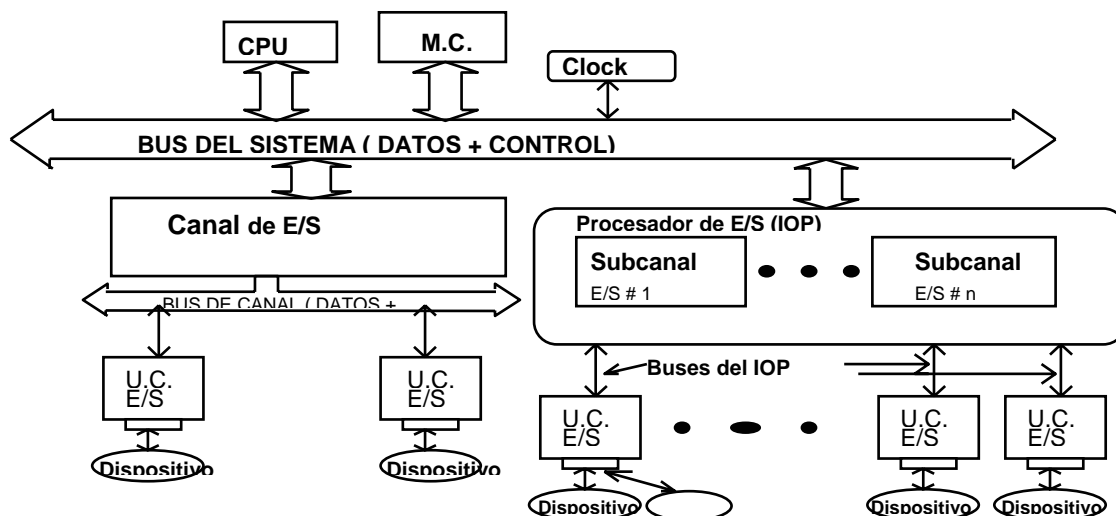 CPU
M.C.
Clock
BUS DEL SISTEMA ( DATOS + CONTROL)
Canal de E/S
Procesador de E/S (IOP)
Subcanal
E/S # 1
Subcanal
E/S # n
BUS DE CANAL ( DATOS +
Buses del IOP
U.C.
E/S
U.C.
E/S
U.C.
E/S
U.C.
E/S
U.C.
E/S
Dispositivo
Dispositivo
Dispositivo
Dispositivo
Dispositivo